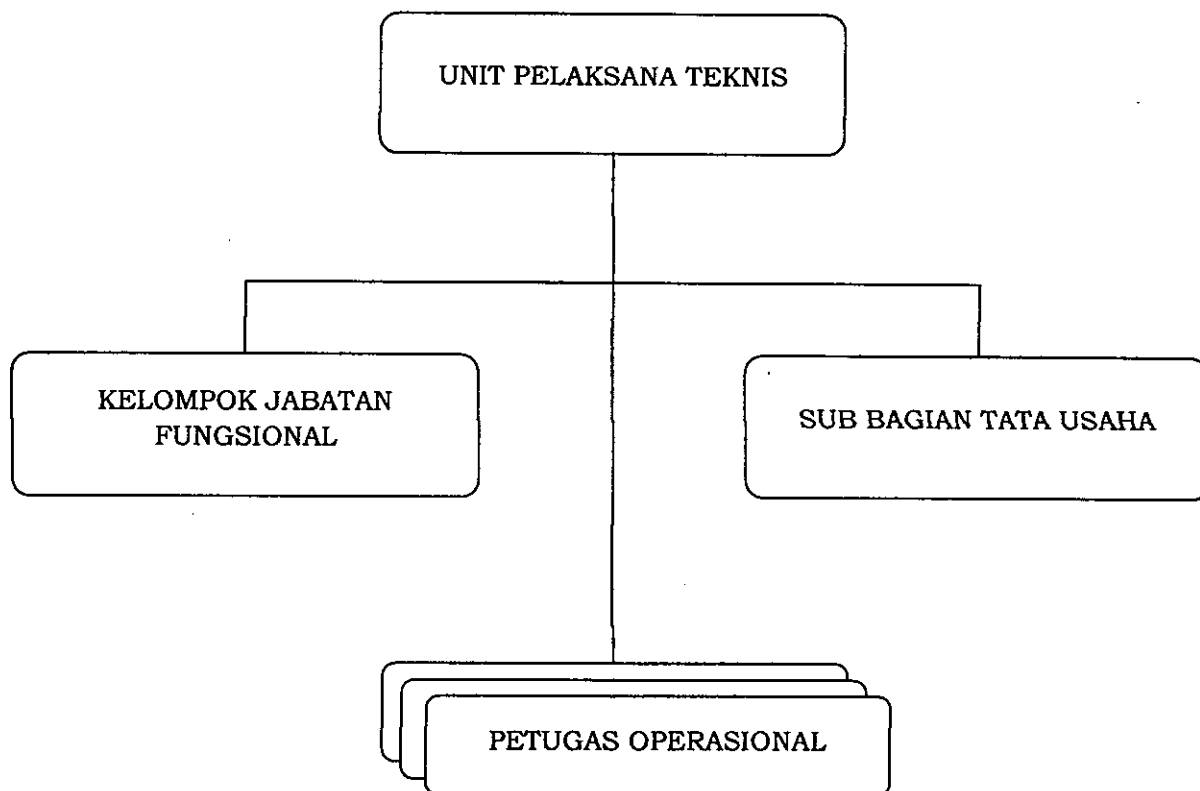 UNIT PELAKSANA TEKNIS
KELOMPOK JABATAN
FUNGSIONAL
SUB BAGIAN TATA USAHA
PETUGAS OPERASIONAL